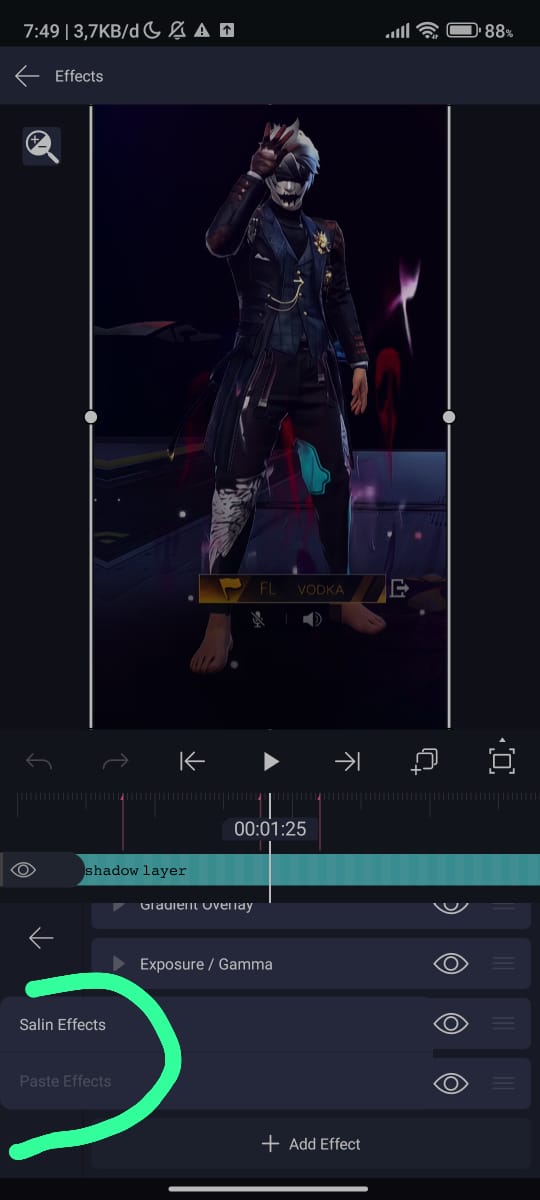 7:49 | 3,7KB/d
88%
Effects
FL VODKA
00:01:25
shadow layer
Gradient Overlay
Exposure / Gamma
Salin Effects
Paste Effects
Add Effect